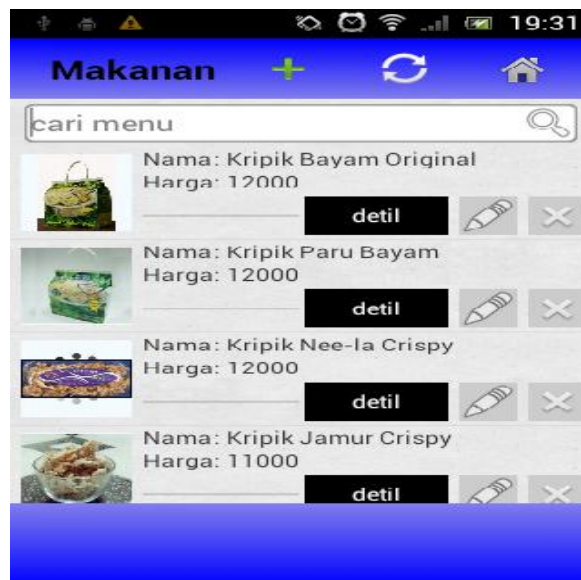 19:31
Makanan
cari menu
Nama: Kripik Bayam Original
Harga: 12000
detil
Nama: Kripik Paru Bayam
Harga: 12000
detil
Nama: Kripik Nee-la Crispy
Harga: 12000
detil
Nama: Kripik Jamur Crispy
Harga: 11000
detil